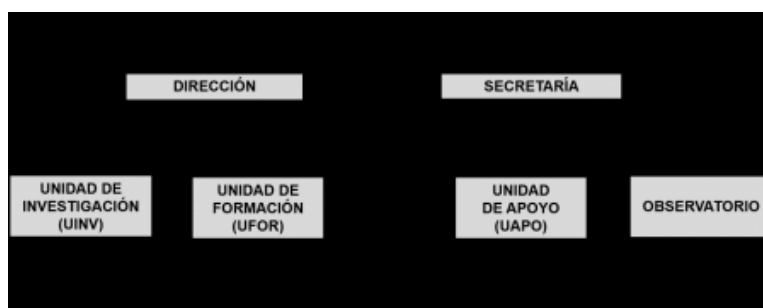 DIRECCIÓN
SECRETARÍA
UNIDAD DE
INVESTIGACIÓN
(UINV)
UNIDAD DE
FORMACIÓN
(UFOR)
UNIDAD
DE APOYO
(UAPO)
OBSERVATORIO